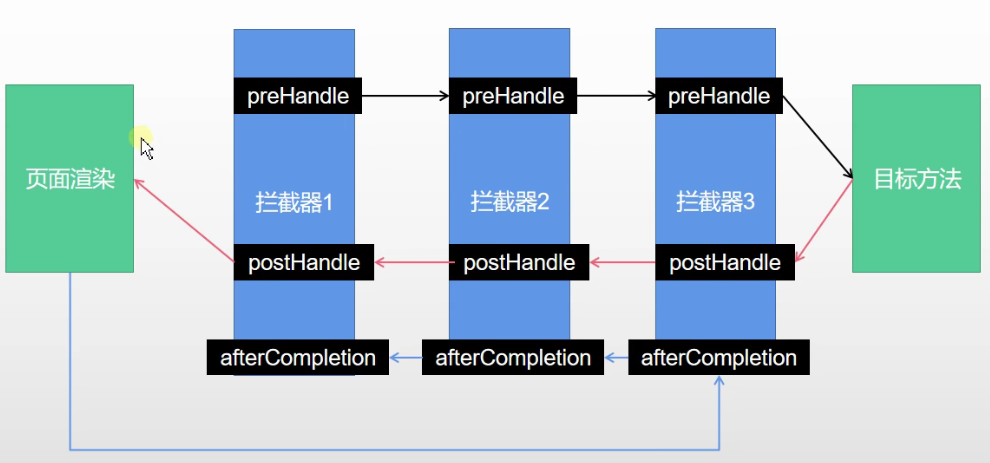 preHandle
preHandle
preHandle
页面渲染
拦截器1
拦截器2
拦截器3
目标方法
postHandle
postHandle
postHandle
afterCompletion
afterCompletion
afterCompletion